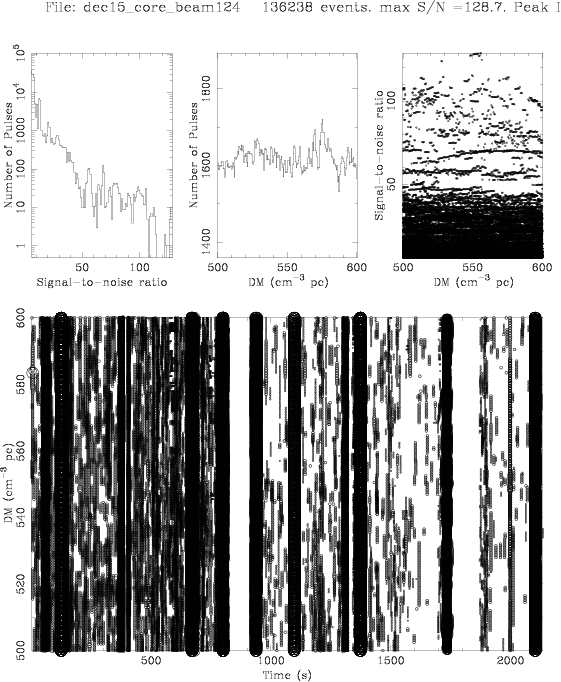 File: dec15_core_beam124 136238 events. max S/N =128.7. Peak I
10^5
10^4
1000
100
10
1
Number of Pulses
50 100
Signal-to-noise ratio
1800
1600
1400
Number of Pulses
500 550 600
DM (cm^-3 pc)
100
50
Signal-to-noise ratio
500 550 600
DM (cm^-3 pc)
600
580
560
540
520
500
DM (cm^-3 pc)
500 1000 1500 2000
Time (s)